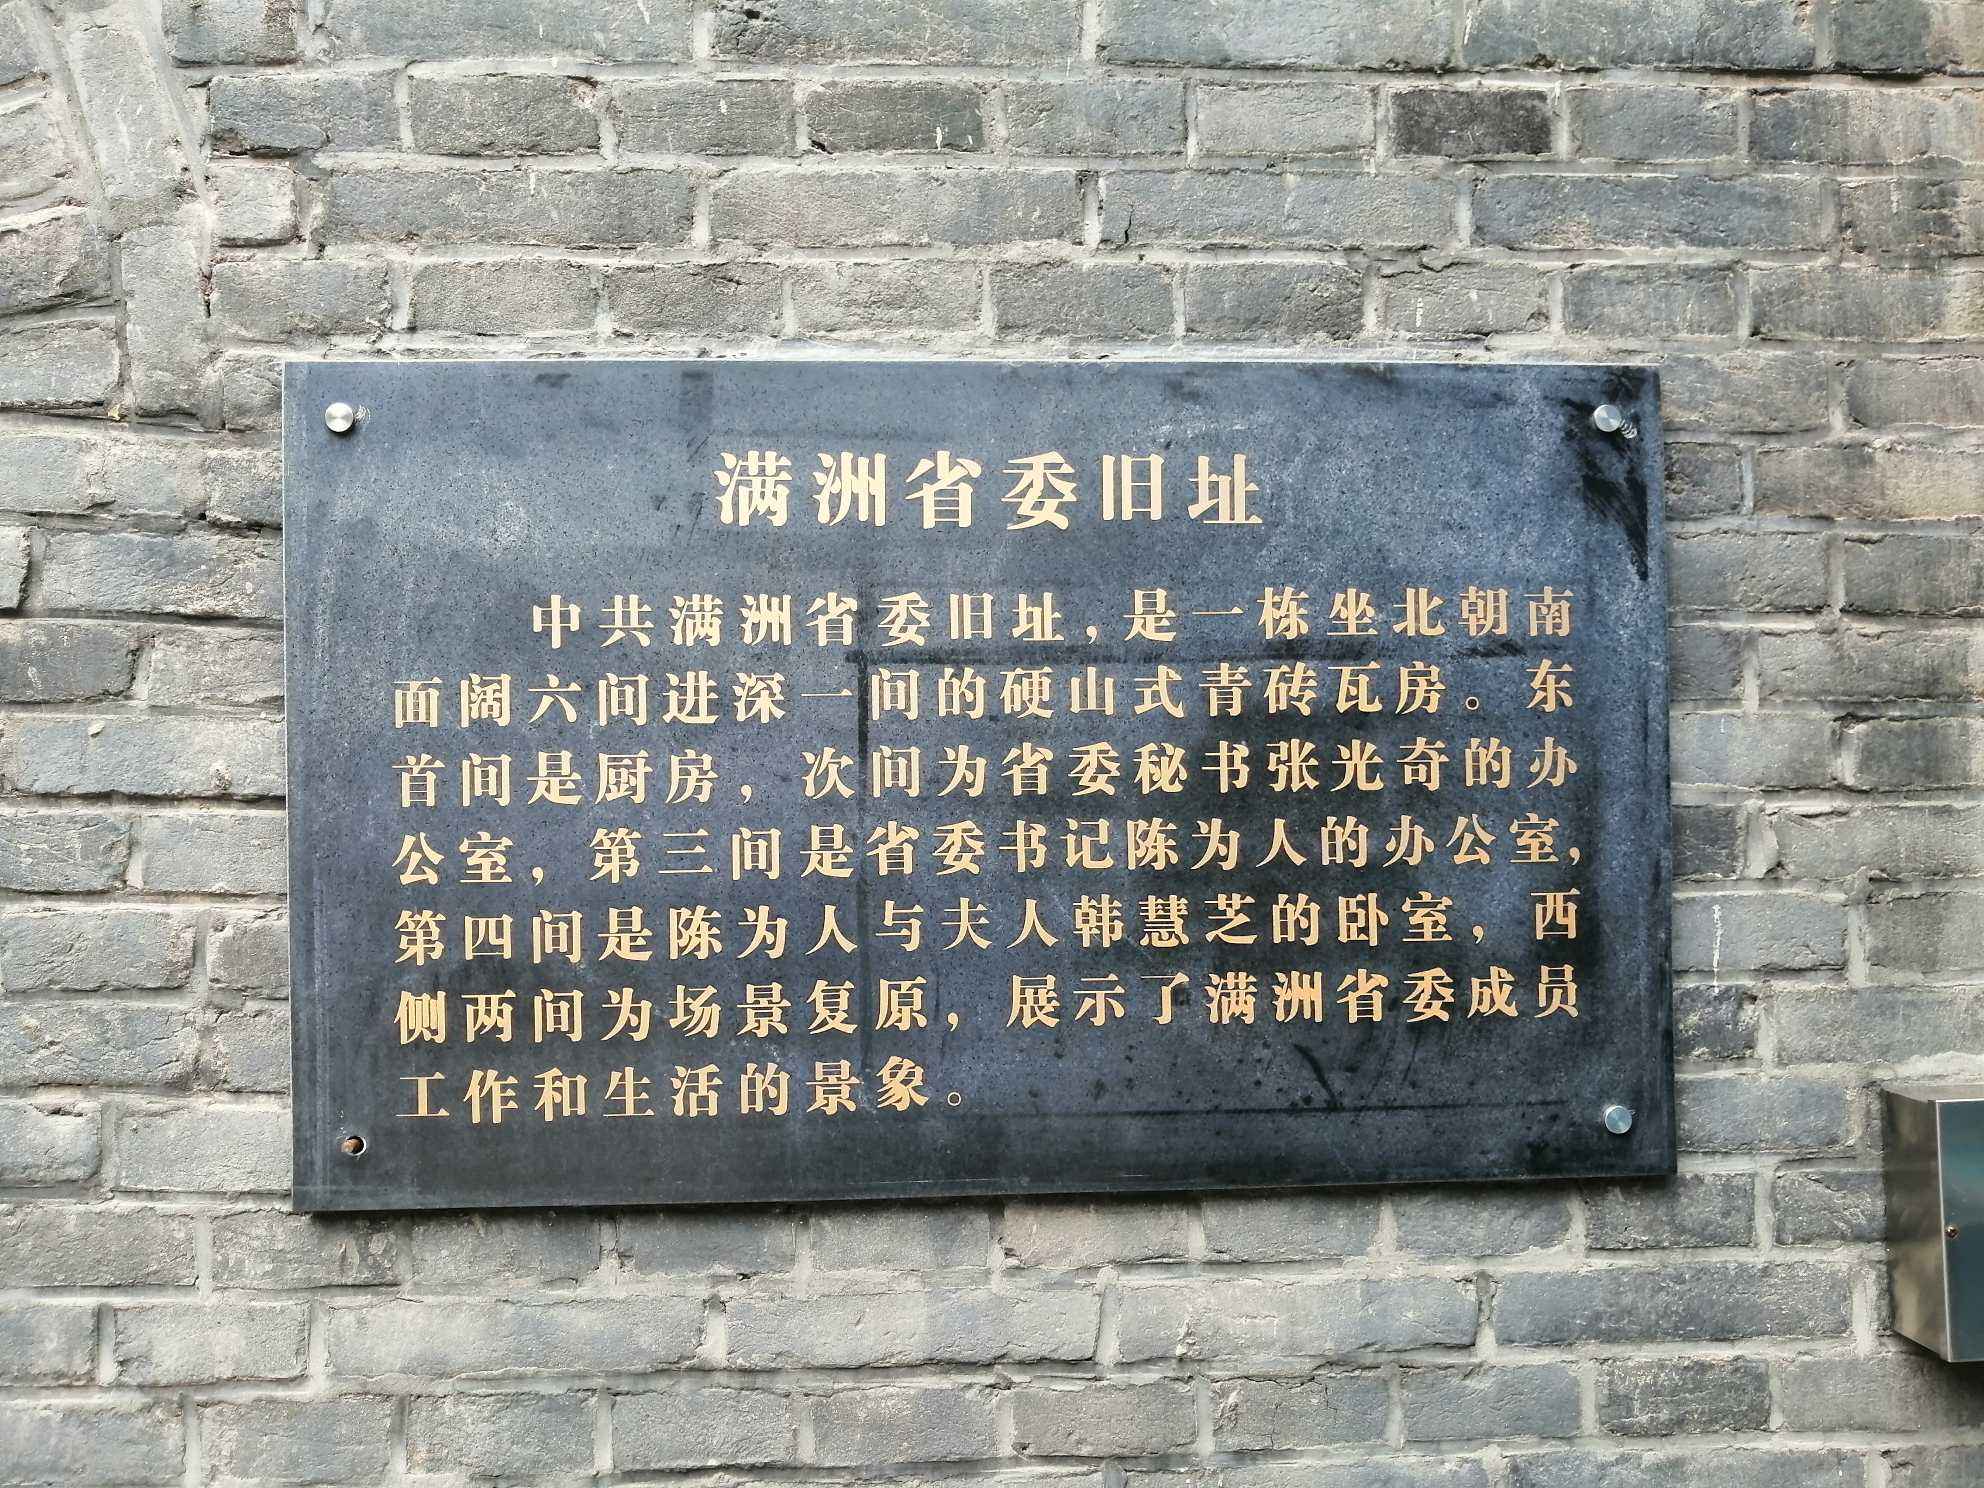 满洲省委旧址
中共满洲省委旧址,是一栋坐北朝南
面阔六间进深一间的硬山式青砖瓦房。东
首间是厨房,次间为省委秘书张光奇的办
公室,第三间是省委书记陈为人的办公室,
第四间是陈为人与夫人韩慧芝的卧室,西
侧两间为场景复原,展示了满洲省委成员
工作和生活的景象。